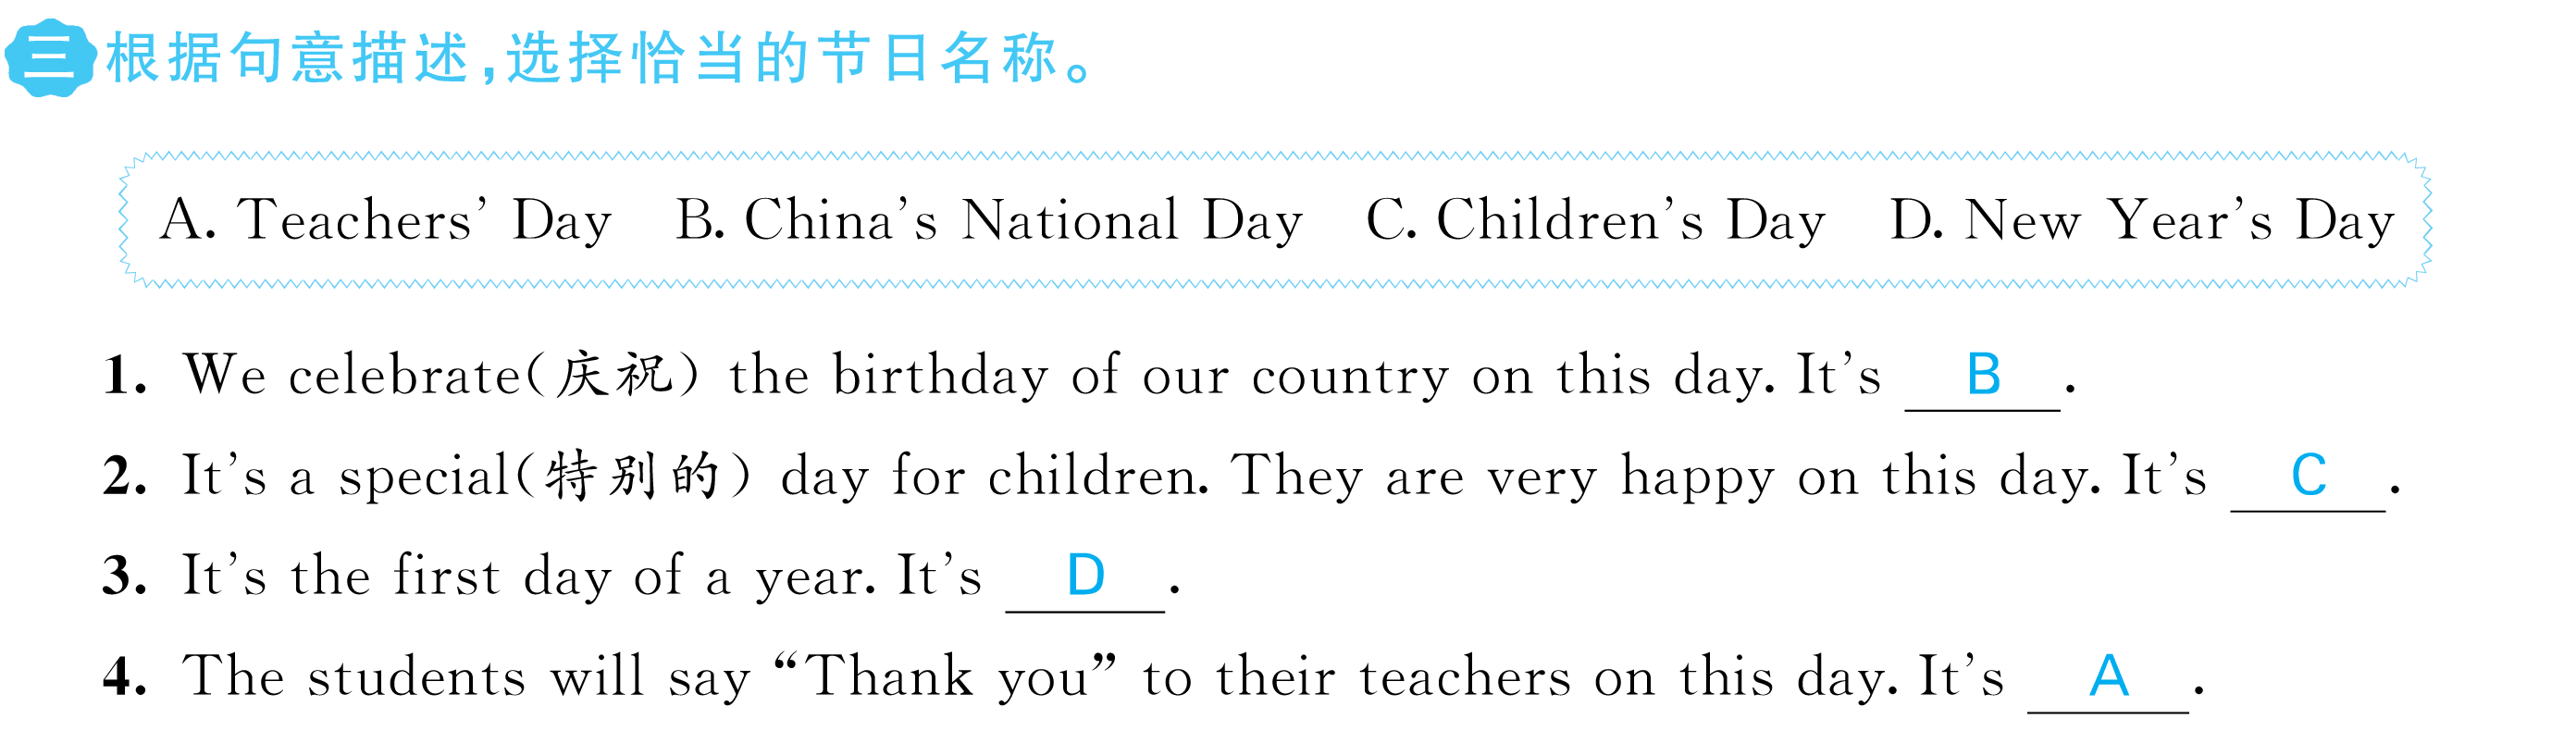 三 根据句意描述,选择恰当的节日名称。
A. Teachers’ Day B. China’s National Day C. Children’s Day D. New Year’s Day
1. We celebrate(庆祝) the birthday of our country on this day. It’s B .
2. It’s a special(特别的) day for children. They are very happy on this day. It’s C .
3. It’s the first day of a year. It’s D .
4. The students will say “Thank you” to their teachers on this day. It’s A .